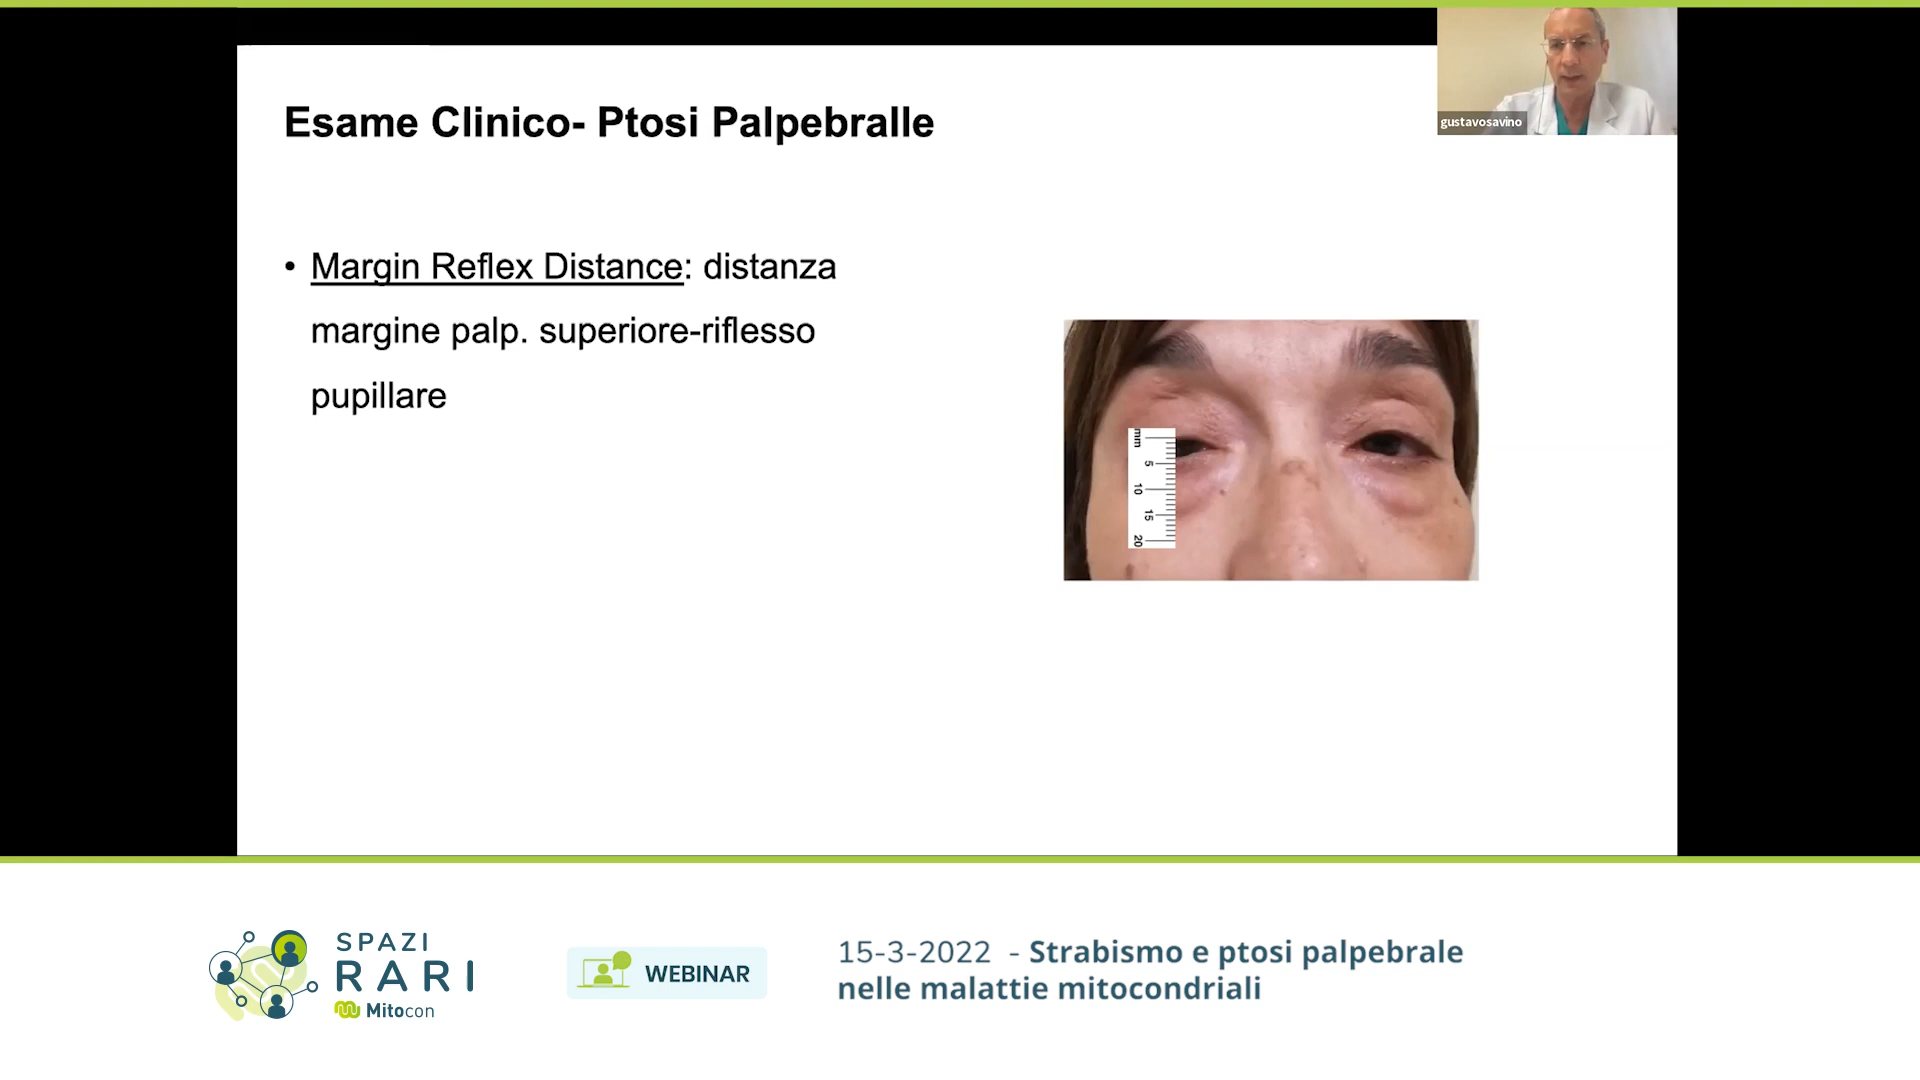 gustavosavino
Esame Clinico- Ptosi Palpebralle
• Margin Reflex Distance: distanza
margine palp. superiore-riflesso
pupillare
mm
5
10
15
20
SPAZI
RARI
Mitocon
WEBINAR
15-3-2022 - Strabismo e ptosi palpebrale
nelle malattie mitocondriali